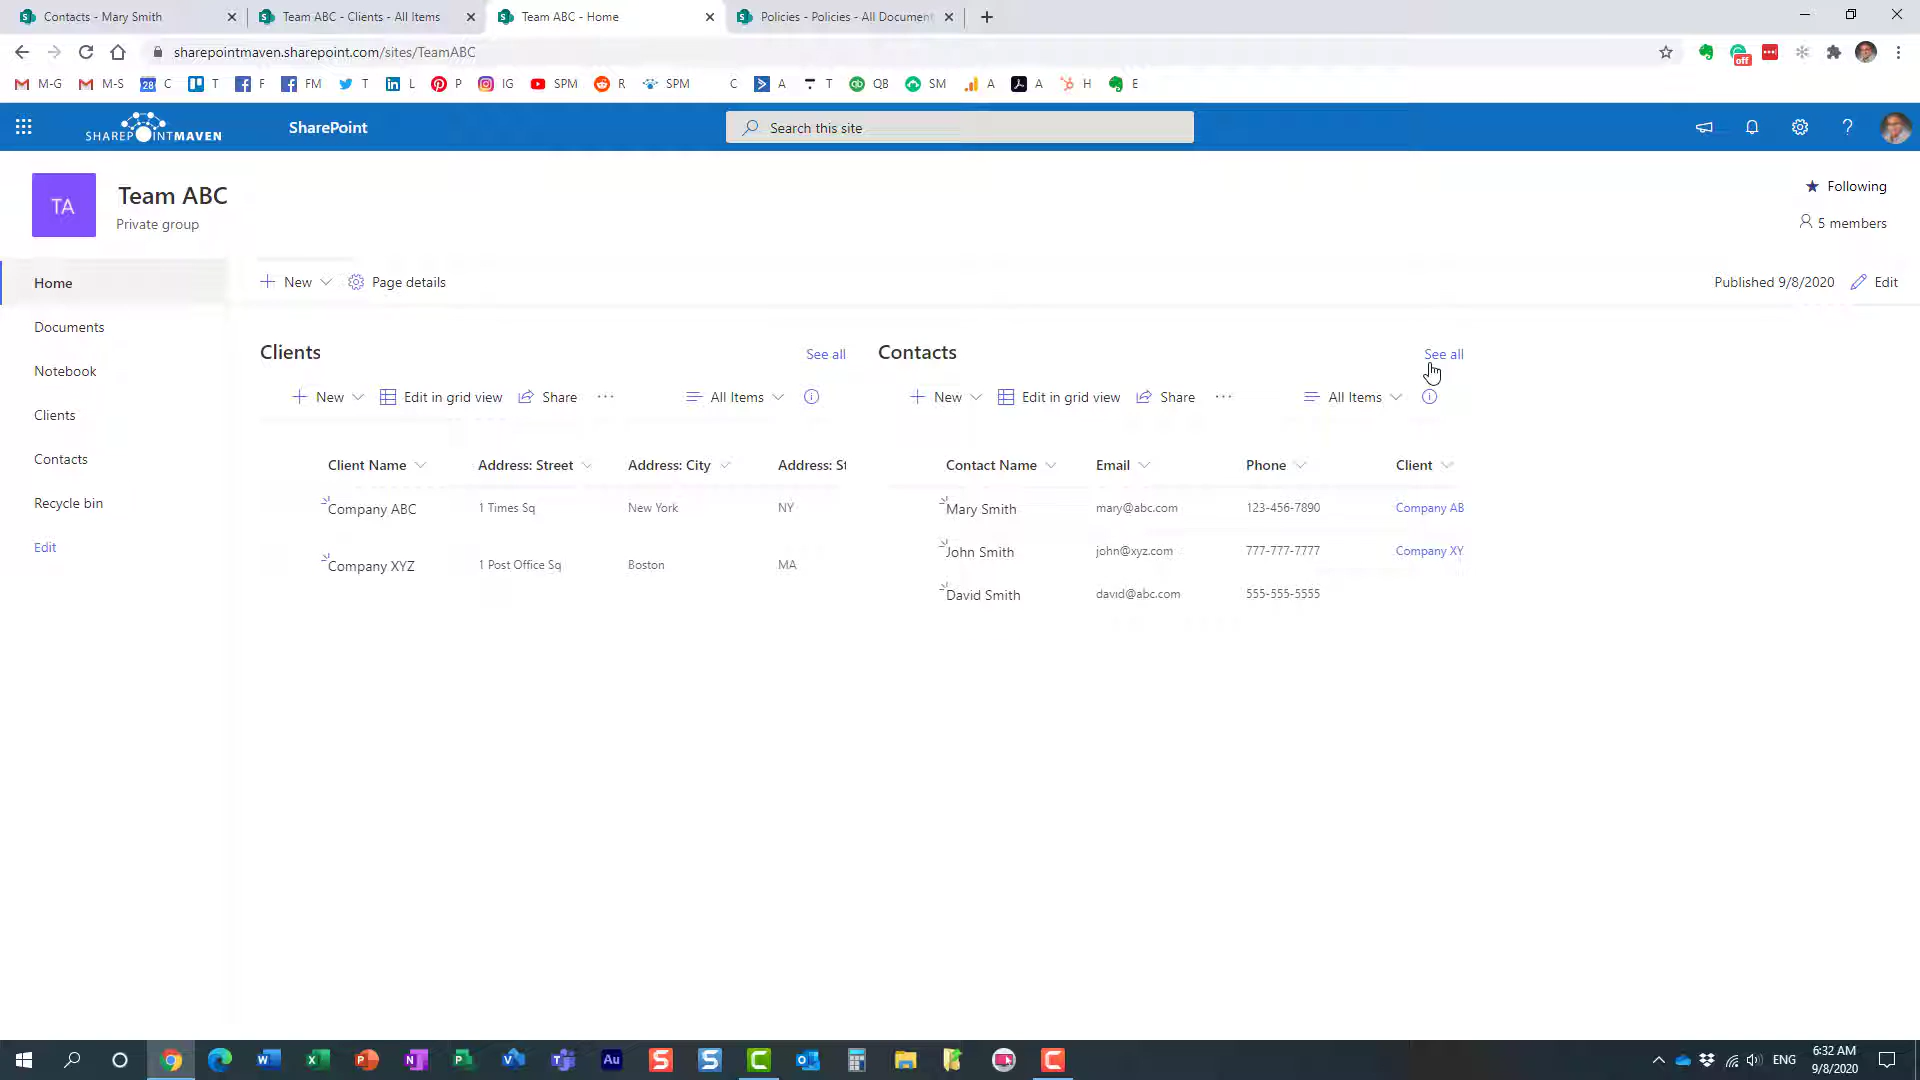 Contacts - Mary Smith
Team ABC - Clients - All Items
Team ABC - Home
Policies - Policies - All Document
sharepointmaven.sharepoint.com/sites/TeamABC
off
M-G M-S 28 C T F FM T L P IG SPM R SPM C A T QB SM A A H E
SHAREPOINTMAVEN
SharePoint
Search this site
TA
Team ABC
Private group
Following
5 members
Home
Documents
Notebook
Clients
Contacts
Recycle bin
Edit
New Page details
Published 9/8/2020 Edit
Clients See all
New Edit in grid view Share ... All Items
Client Name Address: Street Address: City Address: St
Company ABC 1 Times Sq New York NY
Company XYZ 1 Post Office Sq Boston MA
Contacts See all
New Edit in grid view Share ... All Items
Contact Name Email Phone Client
Mary Smith mary@abc.com 123-456-7890 Company AB
John Smith john@xyz.com 777-777-7777 Company XY
David Smith david@abc.com 555-555-5555
Au
ENG
6:32 AM
9/8/2020